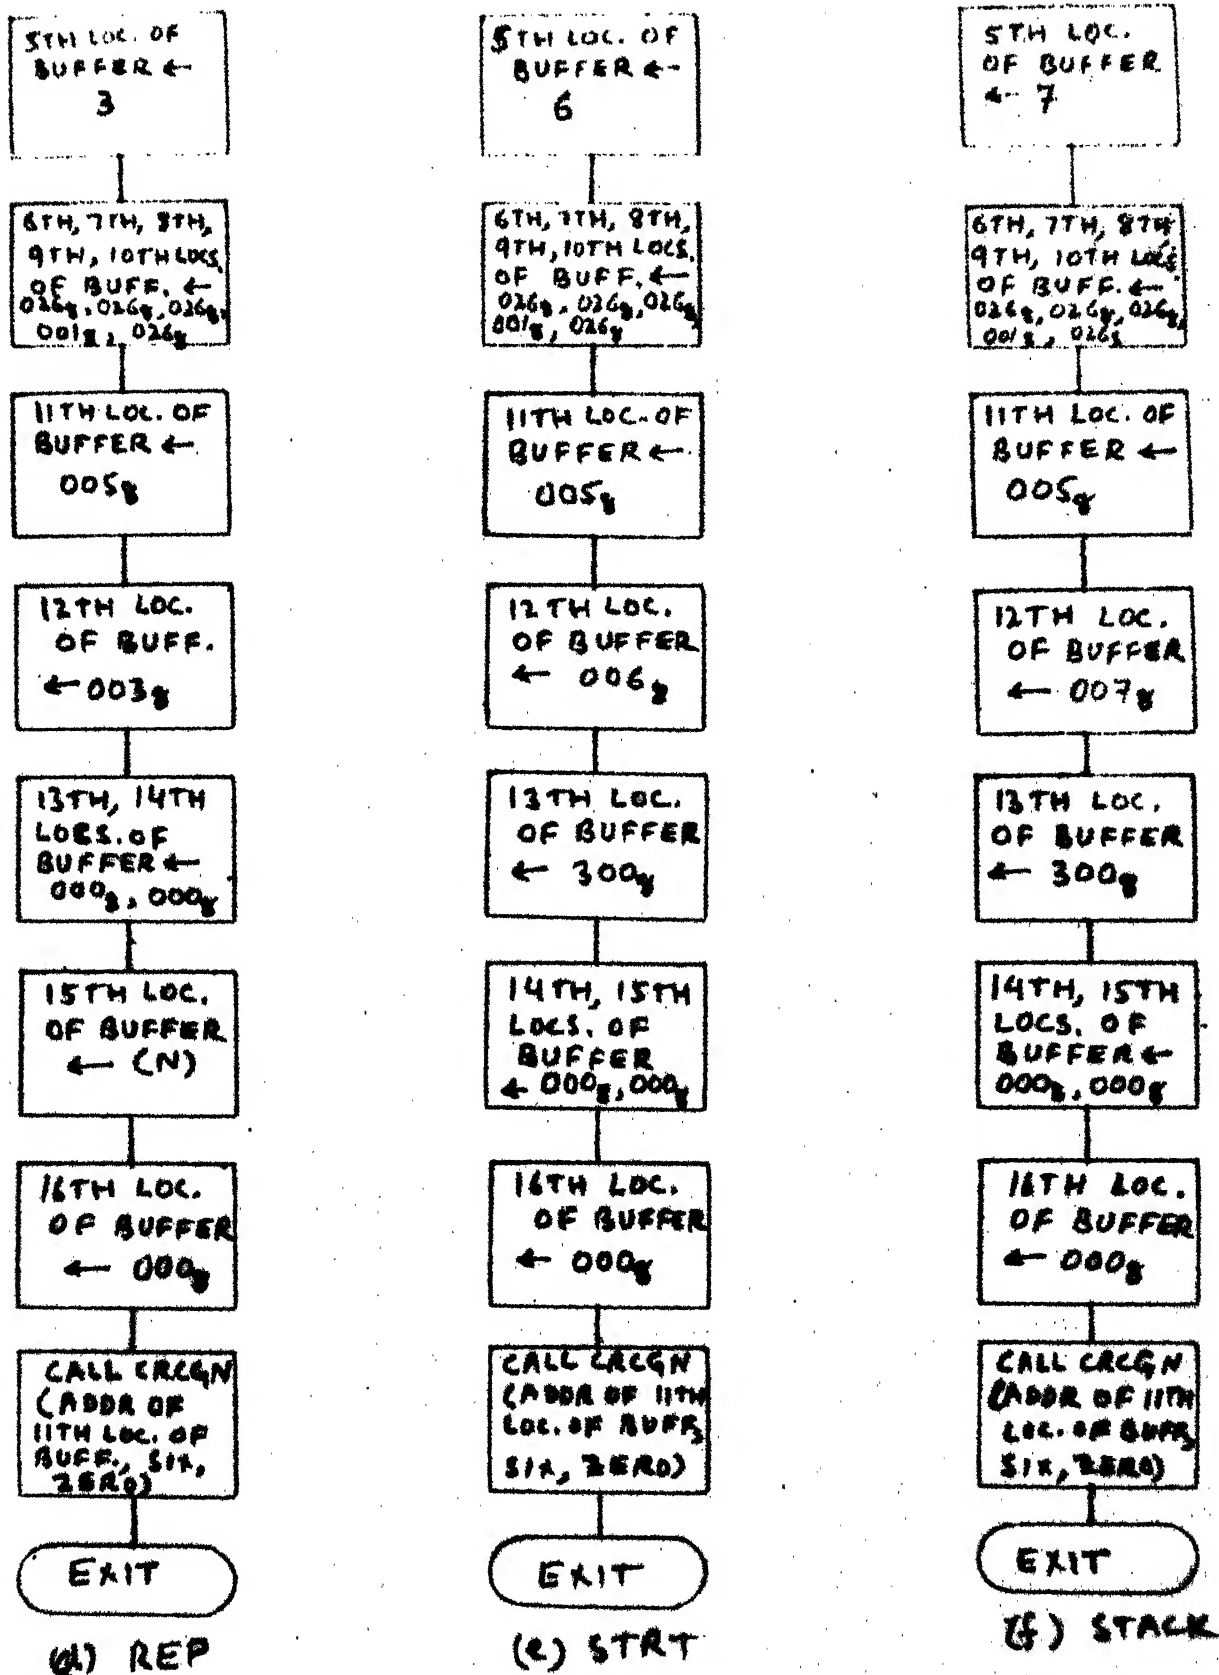 5TH LOC. OF
BUFFER ←
3
6TH, 7TH, 8TH,
9TH, 10TH LOCS.
OF BUFF. ←
026₈, 026₈, 026₈,
001₈, 026₈
11TH LOC. OF
BUFFER ←
005₈
12TH LOC.
OF BUFF.
← 003₈
13TH, 14TH
LOCS. OF
BUFFER ←
000₈, 000₈
15TH LOC.
OF BUFFER
← (N)
16TH LOC.
OF BUFFER
← 000₈
CALL CRCGN
(ADDR OF
11TH LOC. OF
BUFF., SIX,
ZERO)
EXIT
(d) REP
5TH LOC. OF
BUFFER ←
6
6TH, 7TH, 8TH,
9TH, 10TH LOCS.
OF BUFF. ←
026₈, 026₈, 026₈,
001₈, 026₈
11TH LOC. OF
BUFFER ←
005₈
12TH LOC.
OF BUFFER
← 006₈
13TH LOC.
OF BUFFER
← 300₈
14TH, 15TH
LOCS. OF
BUFFER
← 000₈, 000₈
16TH LOC.
OF BUFFER
← 000₈
CALL CRCGN
(ADDR OF 11TH
LOC. OF BUFF,
SIX, ZERO)
EXIT
(e) STRT
5TH LOC.
OF BUFFER
← 7
6TH, 7TH, 8TH
9TH, 10TH LOCS
OF BUFF. ←
026₈, 026₈, 026₈,
001₈, 026₈
11TH LOC. OF
BUFFER ←
005₈
12TH LOC.
OF BUFFER
← 007₈
13TH LOC.
OF BUFFER
← 300₈
14TH, 15TH
LOCS. OF
BUFFER ←
000₈, 000₈
16TH LOC.
OF BUFFER
← 000₈
CALL CRCGN
(ADDR OF 11TH
LOC. OF BUFF,
SIX, ZERO)
EXIT
(f) STACK